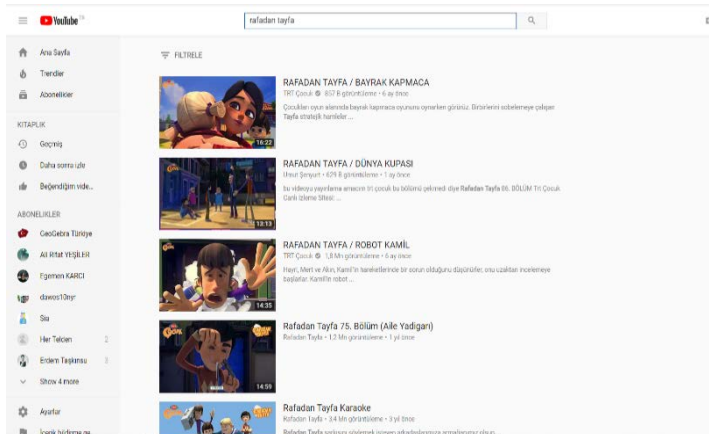 YouTube TR
rafadan tayfa
Ana Sayfa
Trendler
Abonelikler
KİTAPLIK
Geçmiş
Daha sonra izle
Beğendiğim vide...
ABONELİKLER
GeoGebra Türkiye
Ali Rıfat YEŞİLER
Egemen KARCI
dawos10nyr
Sia
Her Telden 2
Erdem Taşkınsu
Show 4 more
Ayarlar
FİLTRELE
RAFADAN TAYFA / BAYRAK KAPMACA
TRT Çocuk • 857 B görüntüleme • 6 ay önce
Çocukları oyun alanında bayrak kapmaca oyununu oynarken görürüz. Birbirlerini sobelemeye çalışan
Tayfa stratejik hamleler ...
16:22
RAFADAN TAYFA / DÜNYA KUPASI
Umut Şenyurt • 629 B görüntüleme • 1 ay önce
bu videoyu yayınlama amacım trt çocuk bu bölümü çekmedi diye Rafadan Tayfa 86. BÖLÜM Trt Çocuk
Canlı İzleme Sitesi: ...
13:13
RAFADAN TAYFA / ROBOT KAMİL
TRT Çocuk • 1,8 Mn görüntüleme • 6 ay önce
Hayri, Mert ve Akın, Kamil'in hareketlerinde bir sorun olduğunu düşünürler, onu uzaktan incelemeye
başlarlar. Kamil'in robot ...
14:35
Rafadan Tayfa 75. Bölüm (Aile Yadigarı)
Rafadan Tayfa • 1,2 Mn görüntüleme • 1 yıl önce
14:59
Rafadan Tayfa Karaoke
Rafadan Tayfa • 3,4 Mn görüntüleme • 3 yıl önce